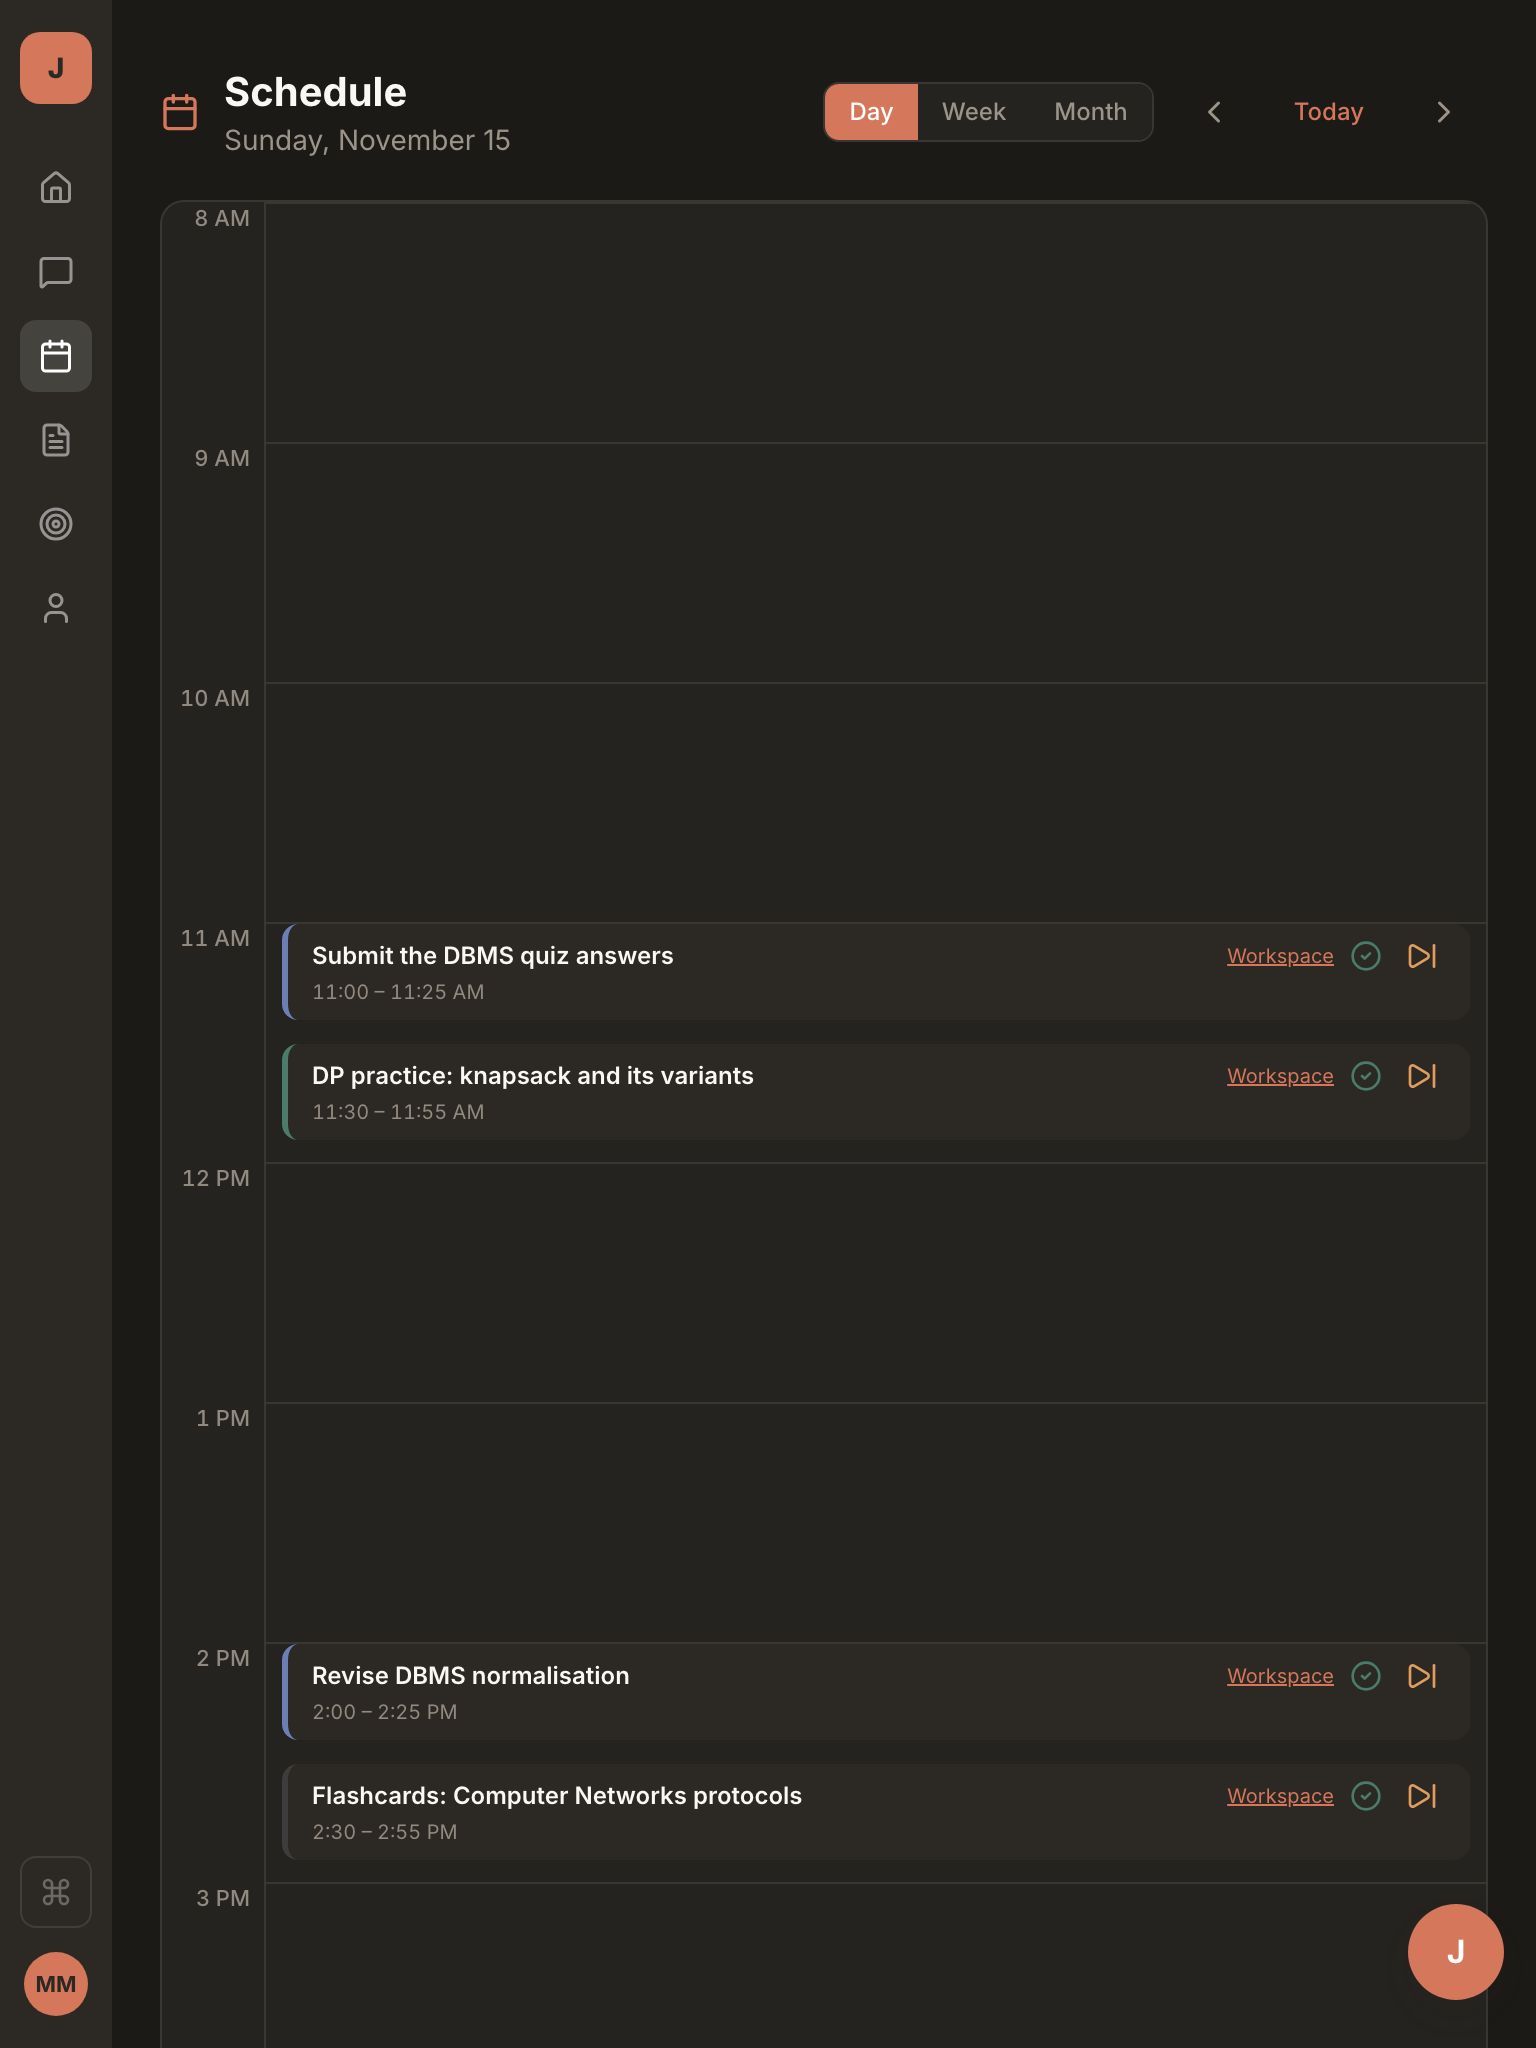 J
Schedule
Sunday, November 15
Day Week Month Today
8 AM
9 AM
10 AM
11 AM
Submit the DBMS quiz answers Workspace
11:00 – 11:25 AM
DP practice: knapsack and its variants Workspace
11:30 – 11:55 AM
12 PM
1 PM
2 PM
Revise DBMS normalisation Workspace
2:00 – 2:25 PM
Flashcards: Computer Networks protocols Workspace
2:30 – 2:55 PM
3 PM
J
MM